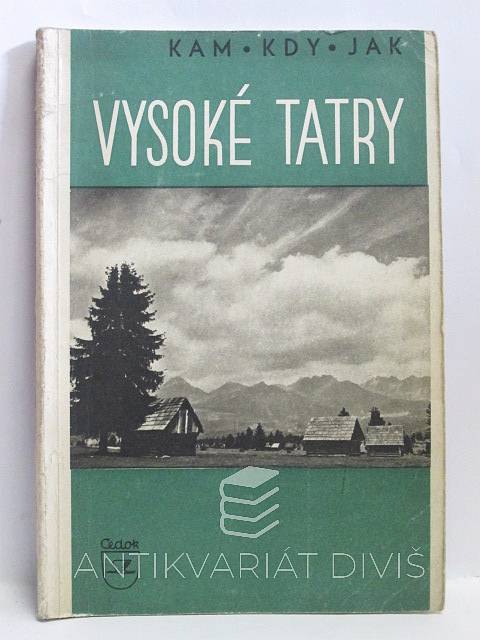 KAM • KDY • JAK
VYSOKÉ TATRY
Čedok
ANTIKVARIÁT DIVIŠ